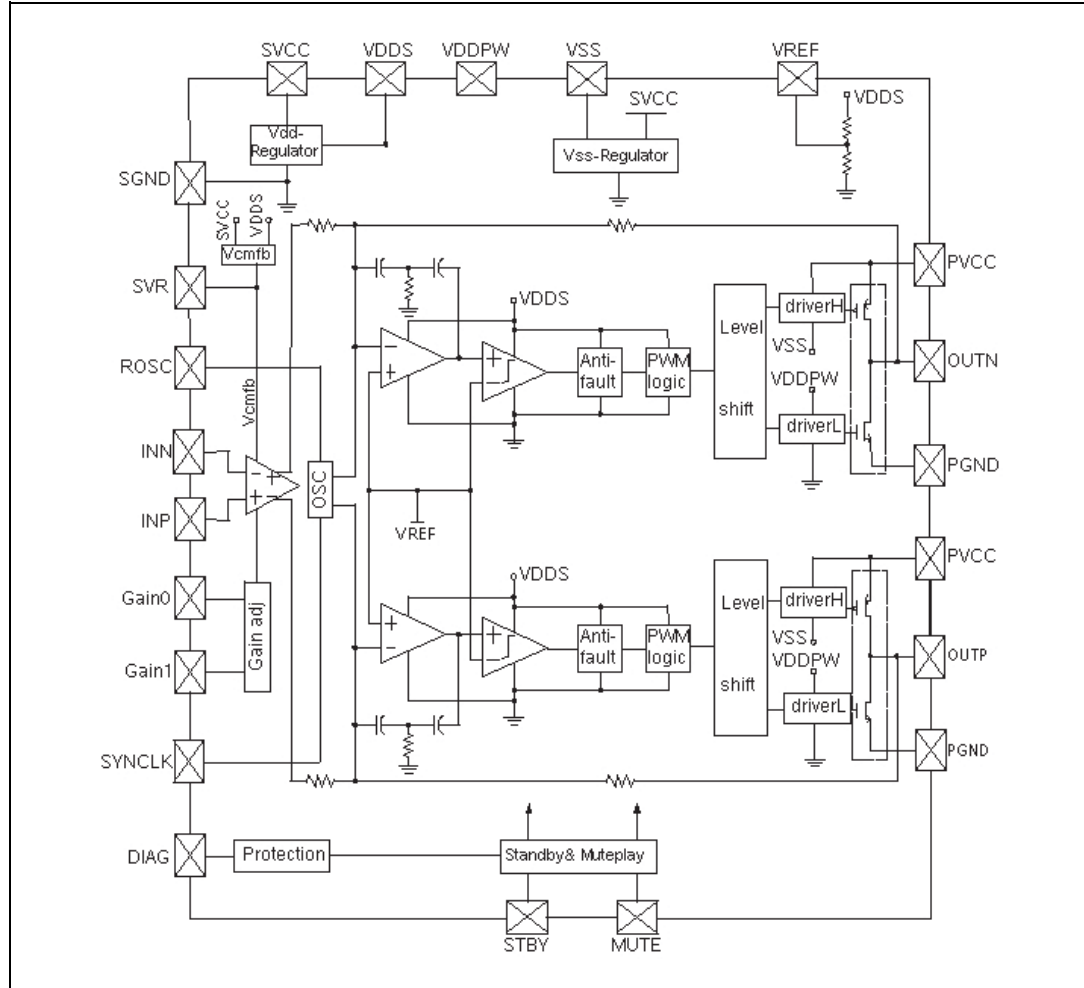 SVCC
VDDS
VDDPW
VSS
VREF
SVCC
VDDS
Vdd-
Regulator
Vss-Regulator
SGND
SVCC
VDDS
Vcmfb
SVR
PVCC
VDDS
driverH
Level
shift
ROSC
Anti-
fault
PWM
logic
VSS
OUTN
VDDPW
Vcmfb
driverL
INN
PGND
OSC
INP
VREF
PVCC
VDDS
Gain0
Level
shift
driverH
Gain adj
Anti-
fault
PWM
logic
VSS
OUTP
VDDPW
Gain1
driverL
SYNCLK
PGND
DIAG
Protection
Standby& Muteplay
STBY
MUTE